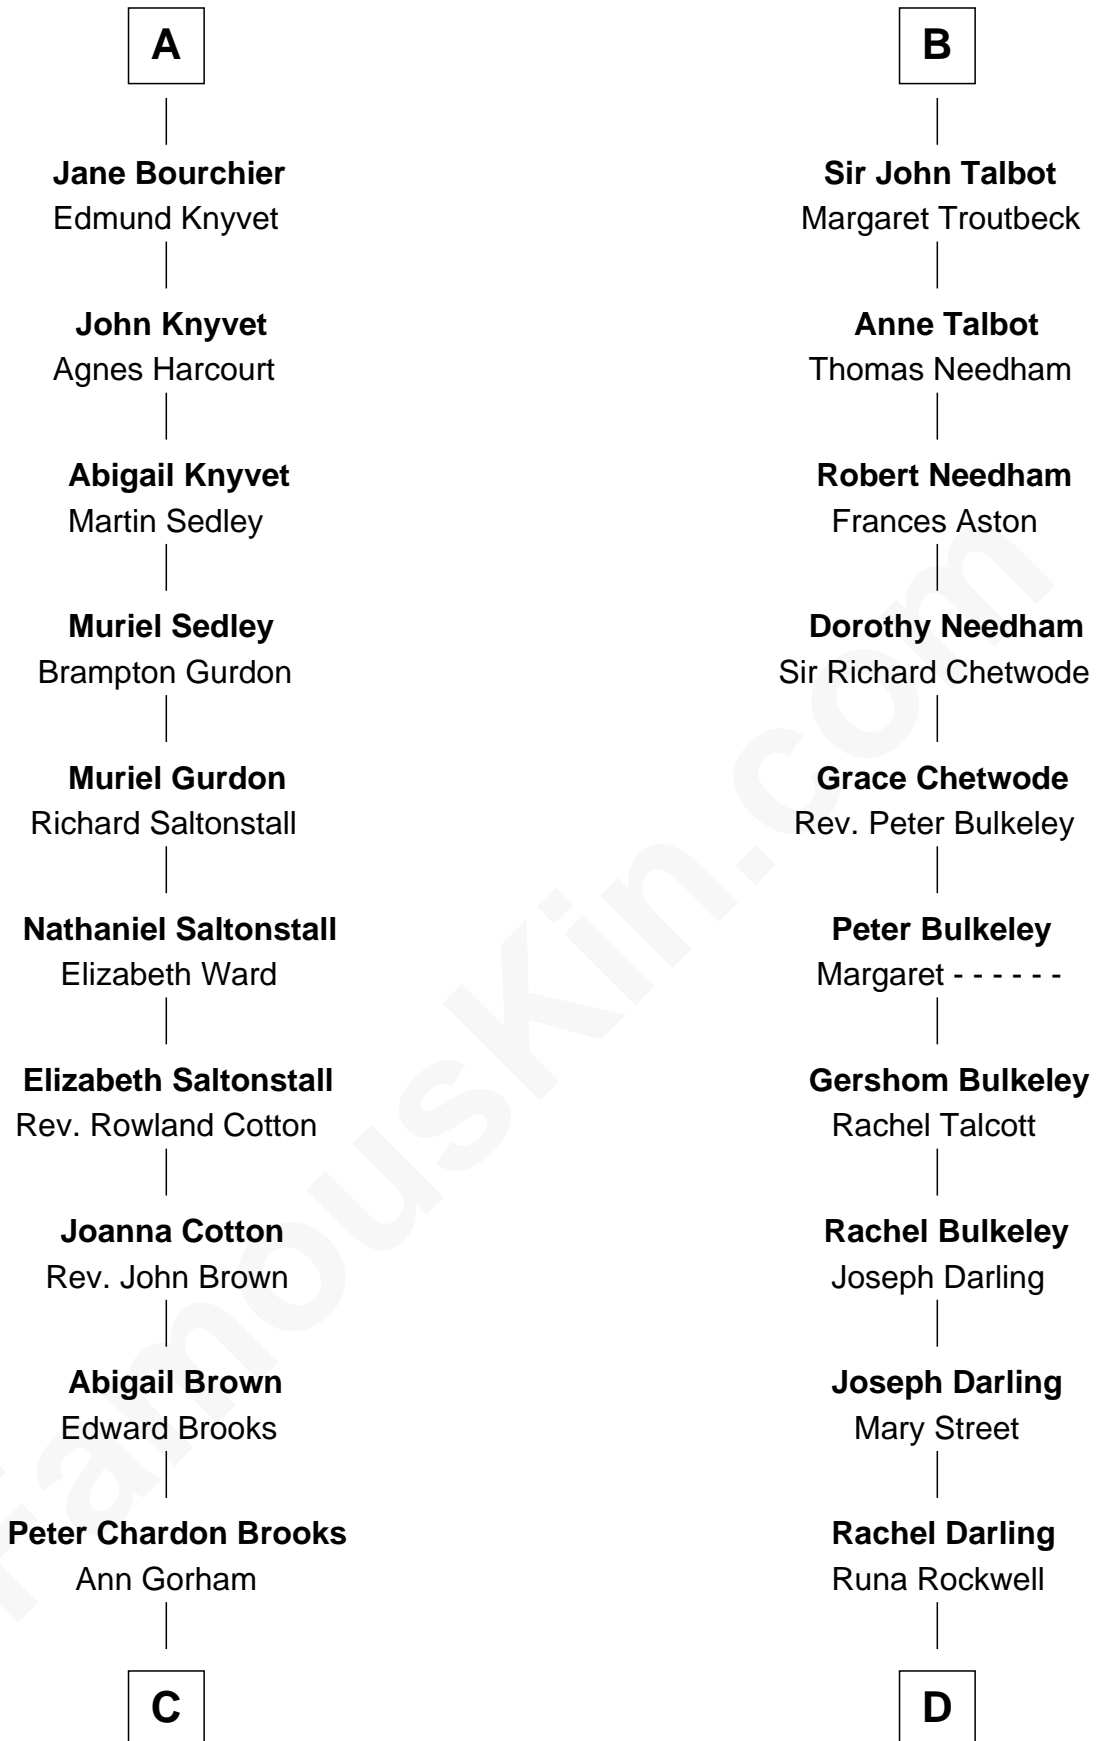 A
Jane Bourchier
Edmund Knyvet
John Knyvet
Agnes Harcourt
Abigail Knyvet
Martin Sedley
Muriel Sedley
Brampton Gurdon
Muriel Gurdon
Richard Saltonstall
Nathaniel Saltonstall
Elizabeth Ward
Elizabeth Saltonstall
Rev. Rowland Cotton
Joanna Cotton
Rev. John Brown
Abigail Brown
Edward Brooks
Peter Chardon Brooks
Ann Gorham
C
B
Sir John Talbot
Margaret Troutbeck
Anne Talbot
Thomas Needham
Robert Needham
Frances Aston
Dorothy Needham
Sir Richard Chetwode
Grace Chetwode
Rev. Peter Bulkeley
Peter Bulkeley
Margaret - - - - - -
Gershom Bulkeley
Rachel Talcott
Rachel Bulkeley
Joseph Darling
Joseph Darling
Mary Street
Rachel Darling
Runa Rockwell
D
FamousKin.com